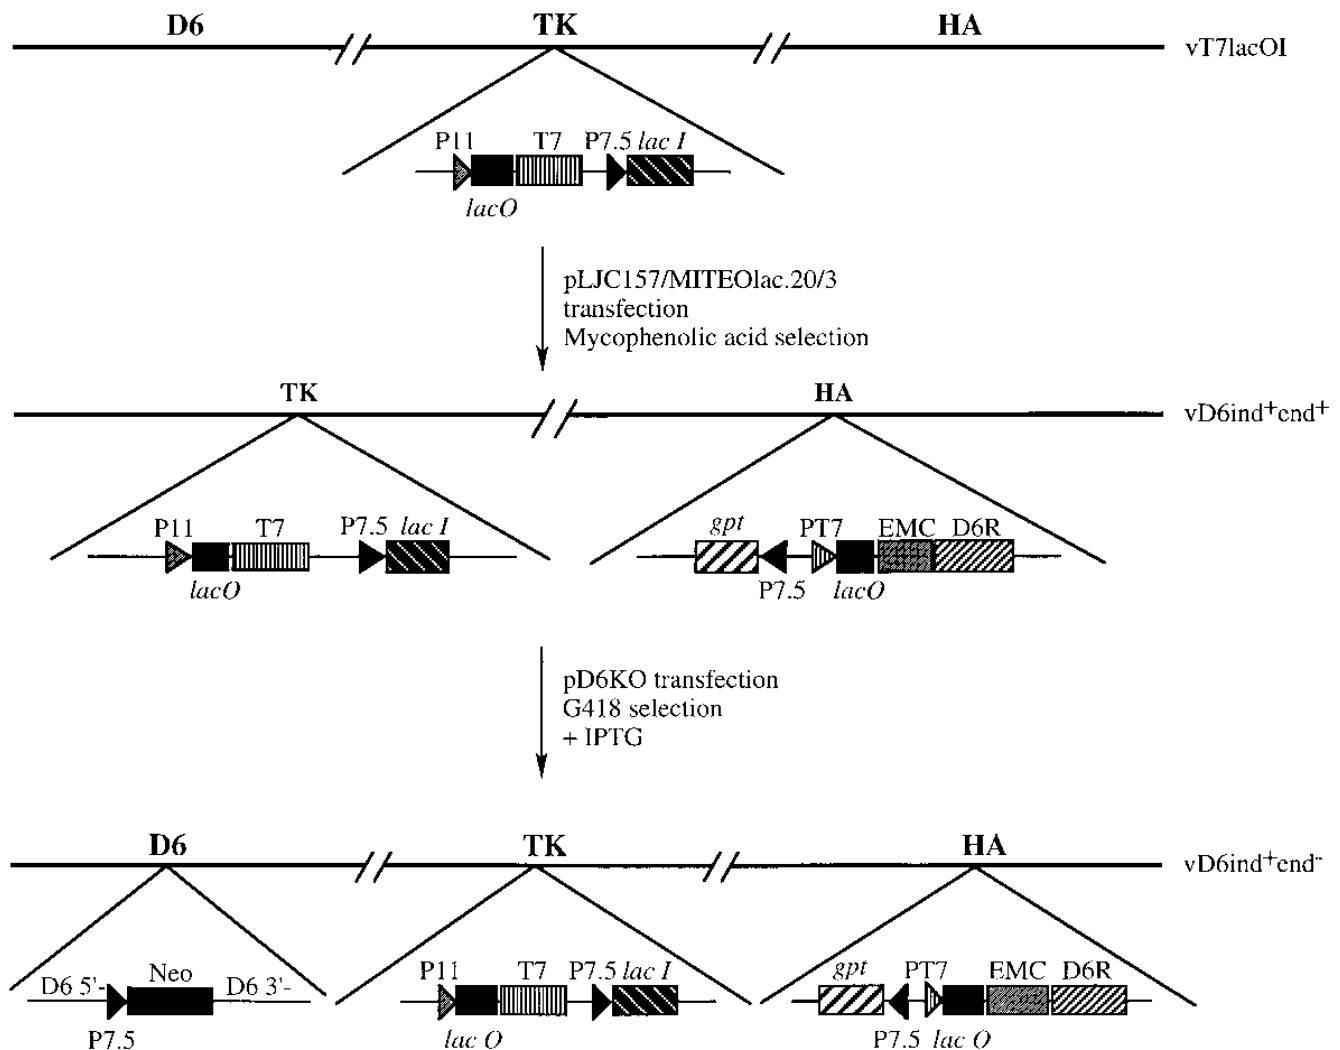 D6 TK HA
vT7lacOI
P11 T7 P7.5 lac I
lacO
pLJC157/MITEOlac.20/3
transfection
Mycophenolic acid selection
TK HA
vD6ind+end+
P11 T7 P7.5 lac I
lacO
gpt PT7 EMC D6R
P7.5 lacO
pD6KO transfection
G418 selection
+ IPTG
D6 TK HA
vD6ind+end-
D6 5'- Neo D6 3'-
P7.5
P11 T7 P7.5 lac I
lac O
gpt PT7 EMC D6R
P7.5 lac O